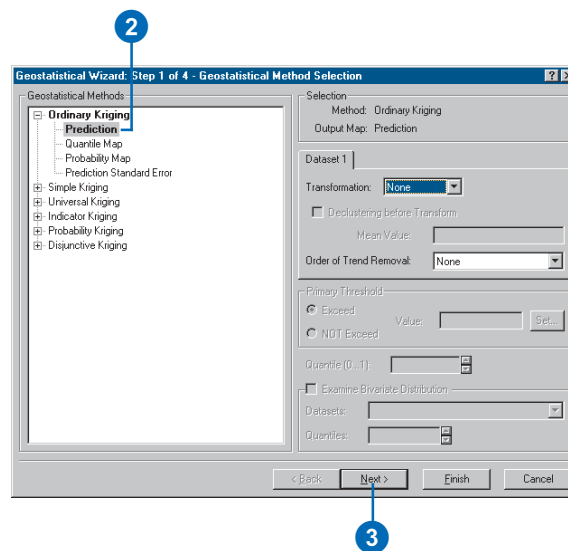 2
Geostatistical Wizard: Step 1 of 4 - Geostatistical Method Selection
Geostatistical Methods
Ordinary Kriging
Prediction
Quantile Map
Probability Map
Prediction Standard Error
Simple Kriging
Universal Kriging
Indicator Kriging
Probability Kriging
Disjunctive Kriging
Selection
Method: Ordinary Kriging
Output Map: Prediction
Dataset 1
Transformation: None
Declustering before Transform
Mean Value:
Order of Trend Removal: None
Primary Threshold
Exceed
Value: Set...
NOT Exceed
Quantile (0...1):
Examine Bivariate Distribution
Datasets:
Quantiles:
< Back Next > Finish Cancel
3